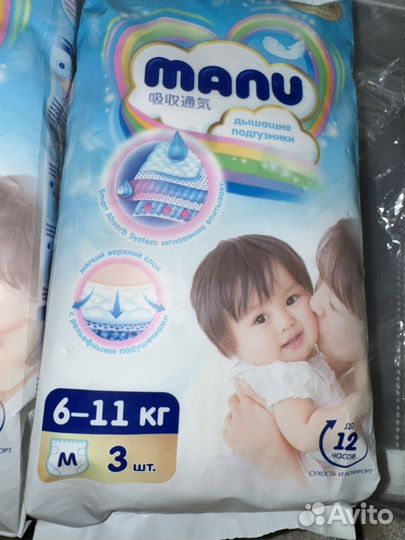 manu
吸収通気
дышащие
подгузники
Smart Absorb System мгновенно впитывает
мягкий верхний слой
с рельефными подушечками
6–11 кг
M 3 шт.
до
12
часов
сухость и комфорт
Avito